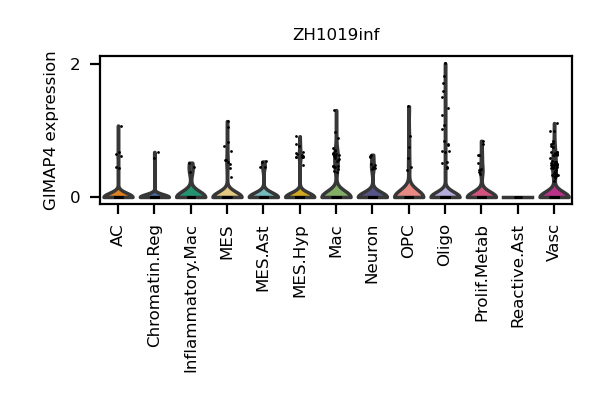 ZH1019inf
GIMAP4 expression
2
0
AC
Chromatin.Reg
Inflammatory.Mac
MES
MES.Ast
MES.Hyp
Mac
Neuron
OPC
Oligo
Prolif.Metab
Reactive.Ast
Vasc